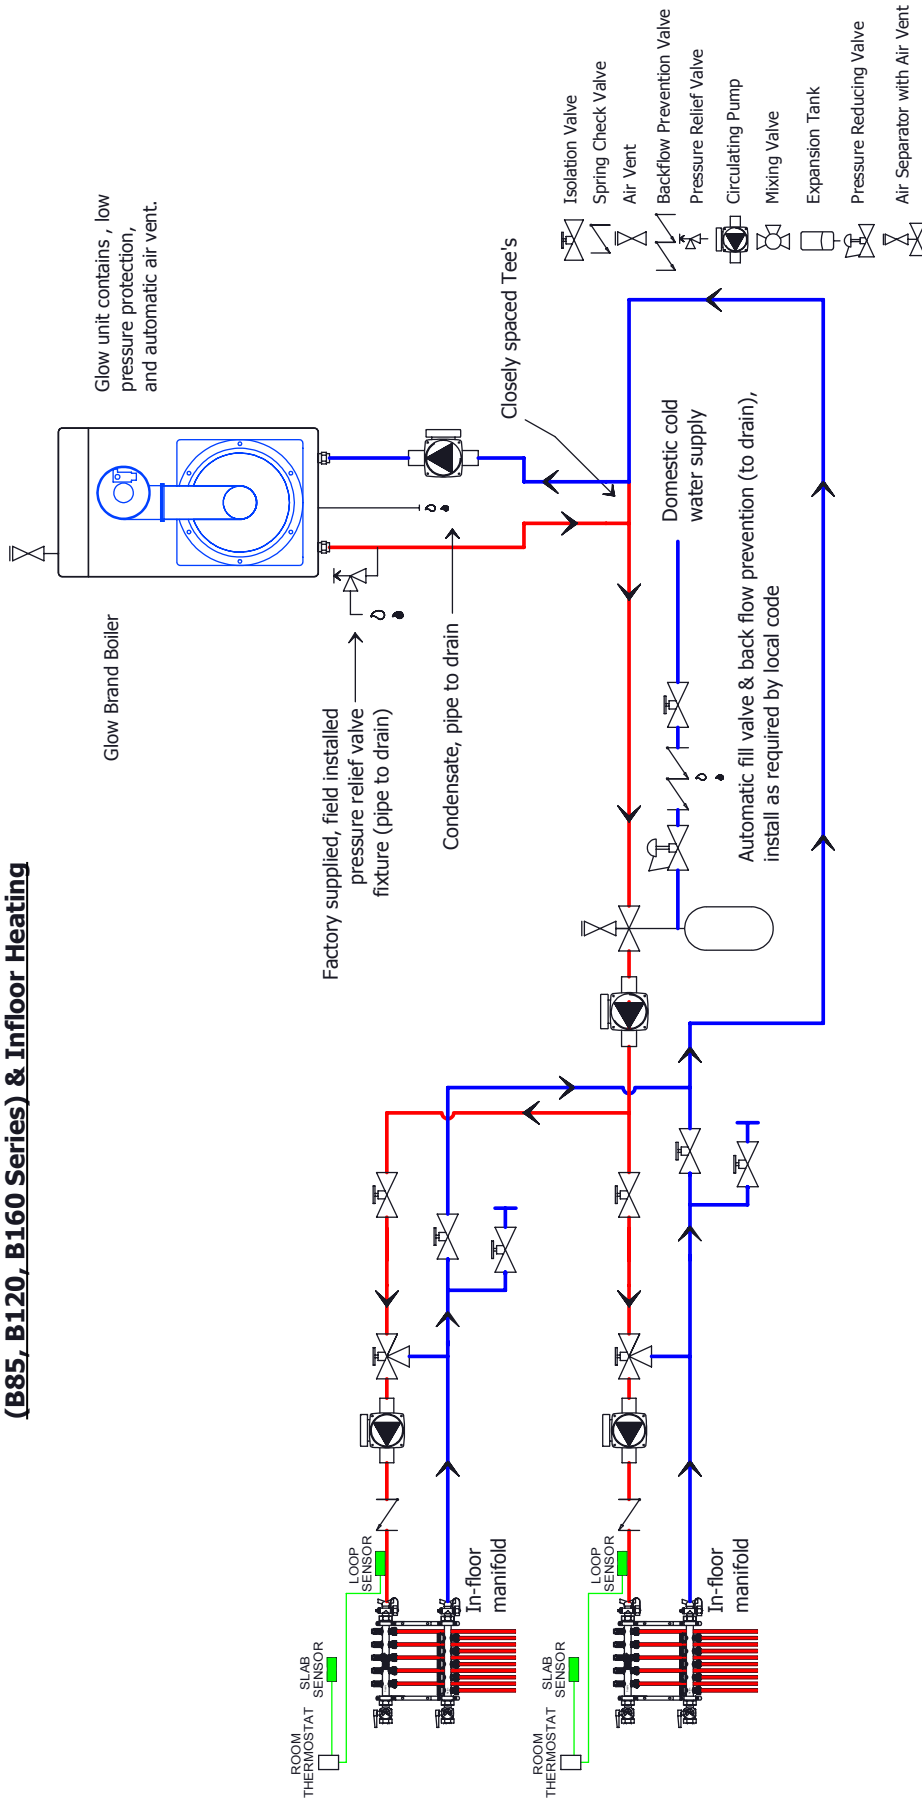 (B85, B120, B160 Series) & Infloor Heating
Glow Brand Boiler
Glow unit contains , low
pressure protection,
and automatic air vent.
Factory supplied, field installed
pressure relief valve
fixture (pipe to drain)
Condensate, pipe to drain
Closely spaced Tee's
Isolation Valve
Spring Check Valve
Air Vent
Backflow Prevention Valve
Pressure Relief Valve
Circulating Pump
Mixing Valve
Expansion Tank
Pressure Reducing Valve
Air Separator with Air Vent
Domestic cold
water supply
Automatic fill valve & back flow prevention (to drain),
install as required by local code
ROOM
THERMOSTAT
SLAB
SENSOR
LOOP
SENSOR
In-floor
manifold
ROOM
THERMOSTAT
SLAB
SENSOR
LOOP
SENSOR
In-floor
manifold